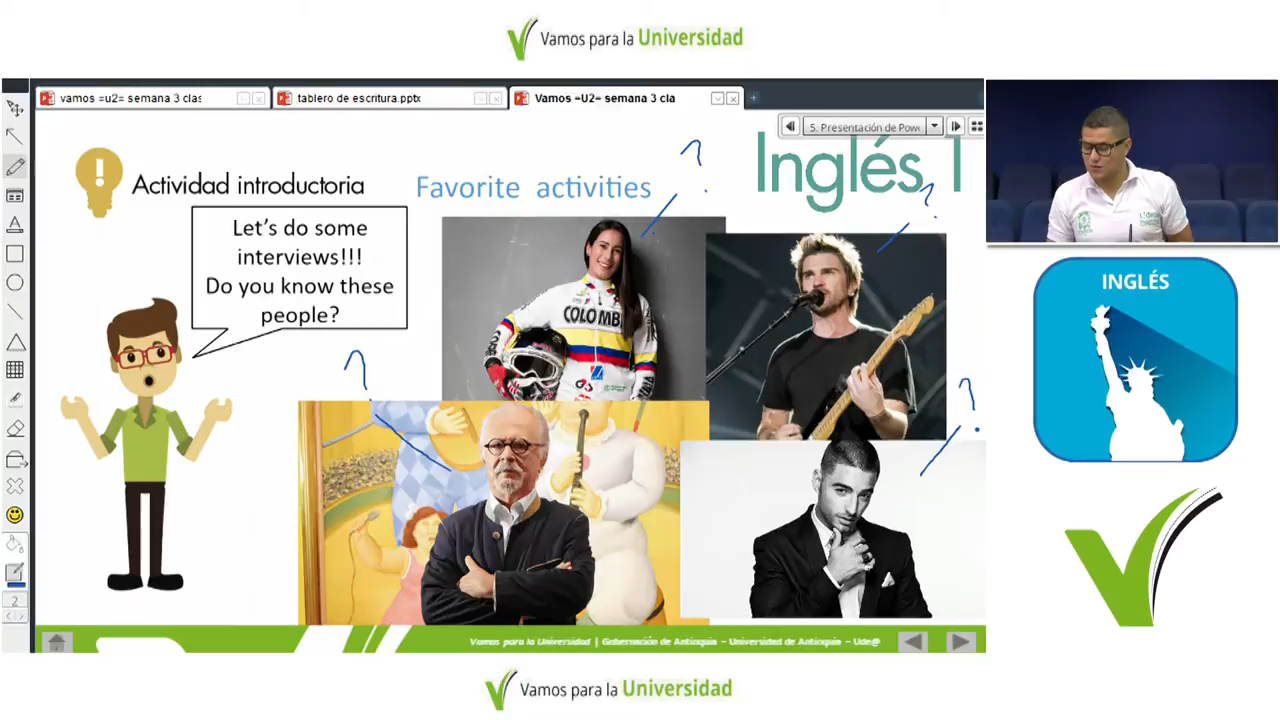 Vamos para la Universidad
vamos =u2= semana 3 clas
tablero de escritura.pptx
Vamos =U2= semana 3 cla
5. Presentación de Powe
Inglés 1
Actividad introductoria
Favorite activities
Let's do some
interviews!!!
Do you know these
people?
?
?
?
?
COLOMB
INGLÉS
2
Vamos para la Universidad | Gobernación de Antioquia – Universidad de Antioquia – Ude@
Vamos para la Universidad